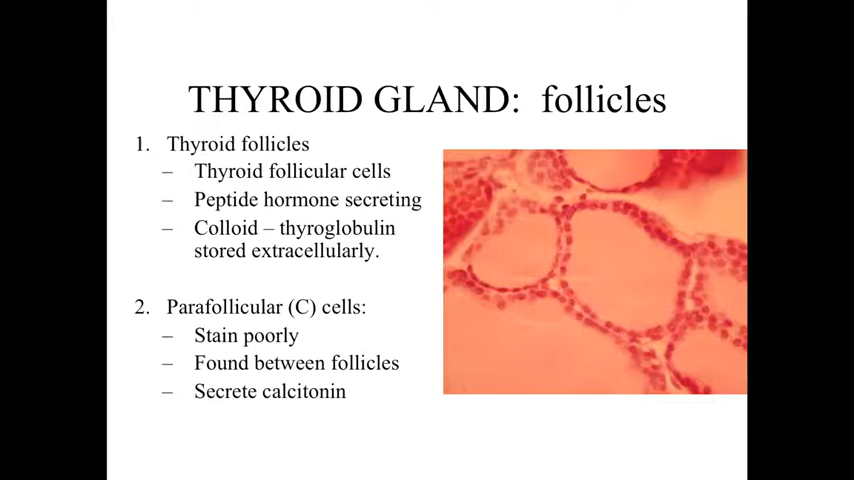 THYROID GLAND:  follicles
1. Thyroid follicles
– Thyroid follicular cells
– Peptide hormone secreting
– Colloid – thyroglobulin
stored extracellularly.
2. Parafollicular (C) cells:
– Stain poorly
– Found between follicles
– Secrete calcitonin